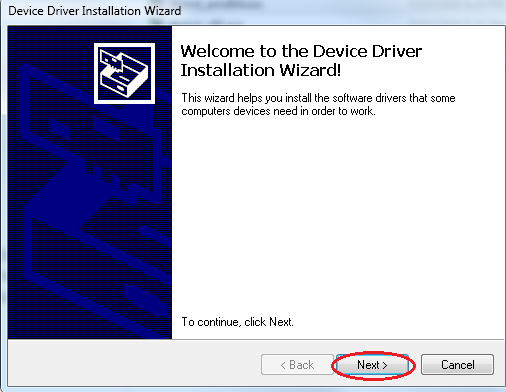 Device Driver Installation Wizard
Welcome to the Device Driver
Installation Wizard!
This wizard helps you install the software drivers that some
computers devices need in order to work.
To continue, click Next.
< Back
Next >
Cancel